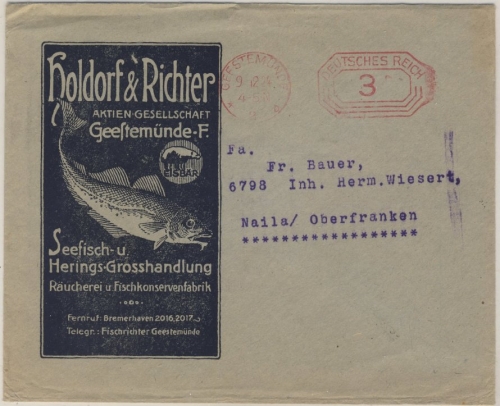 Holdorf & Richter
AKTIEN-GESELLSCHAFT
Geestemünde-F.
EISBÄR
Seefisch- u.
Herings-Grosshandlung
Räucherei u. Fischkonservenfabrik
Fernruf: Bremerhaven 2016, 2017
Telegr.: Fischrichter Geestemünde
GEESTEMÜNDE
DEUTSCHES REICH
3
Fa.
Fr. Bauer,
6798 Inh. Herm.Wiesert,
Naila/ Oberfranken
******************